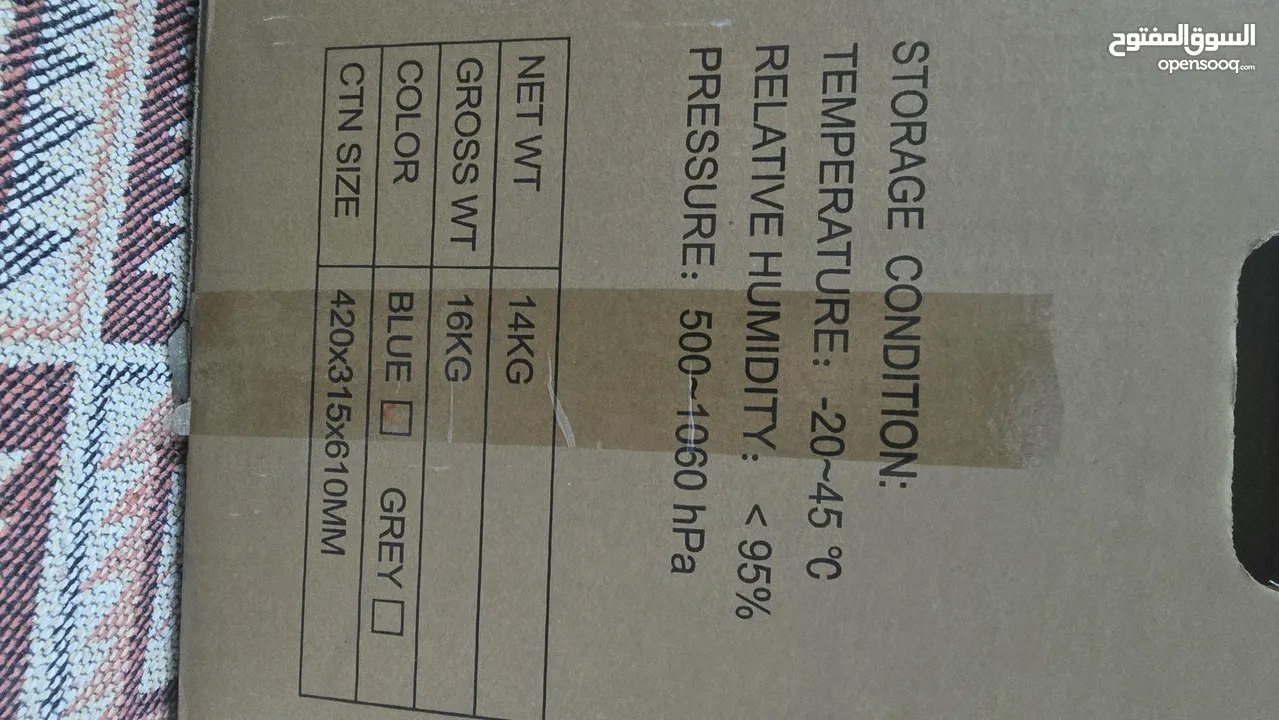 السوق المفتوح
opensooq.com
STORAGE CONDITION:
TEMPERATURE: -20~45 ℃
RELATIVE HUMIDITY: < 95%
PRESSURE: 500~1060 hPa
NET WT 14KG
GROSS WT 16KG
COLOR BLUE □ GREY □
CTN SIZE 420x315x610MM